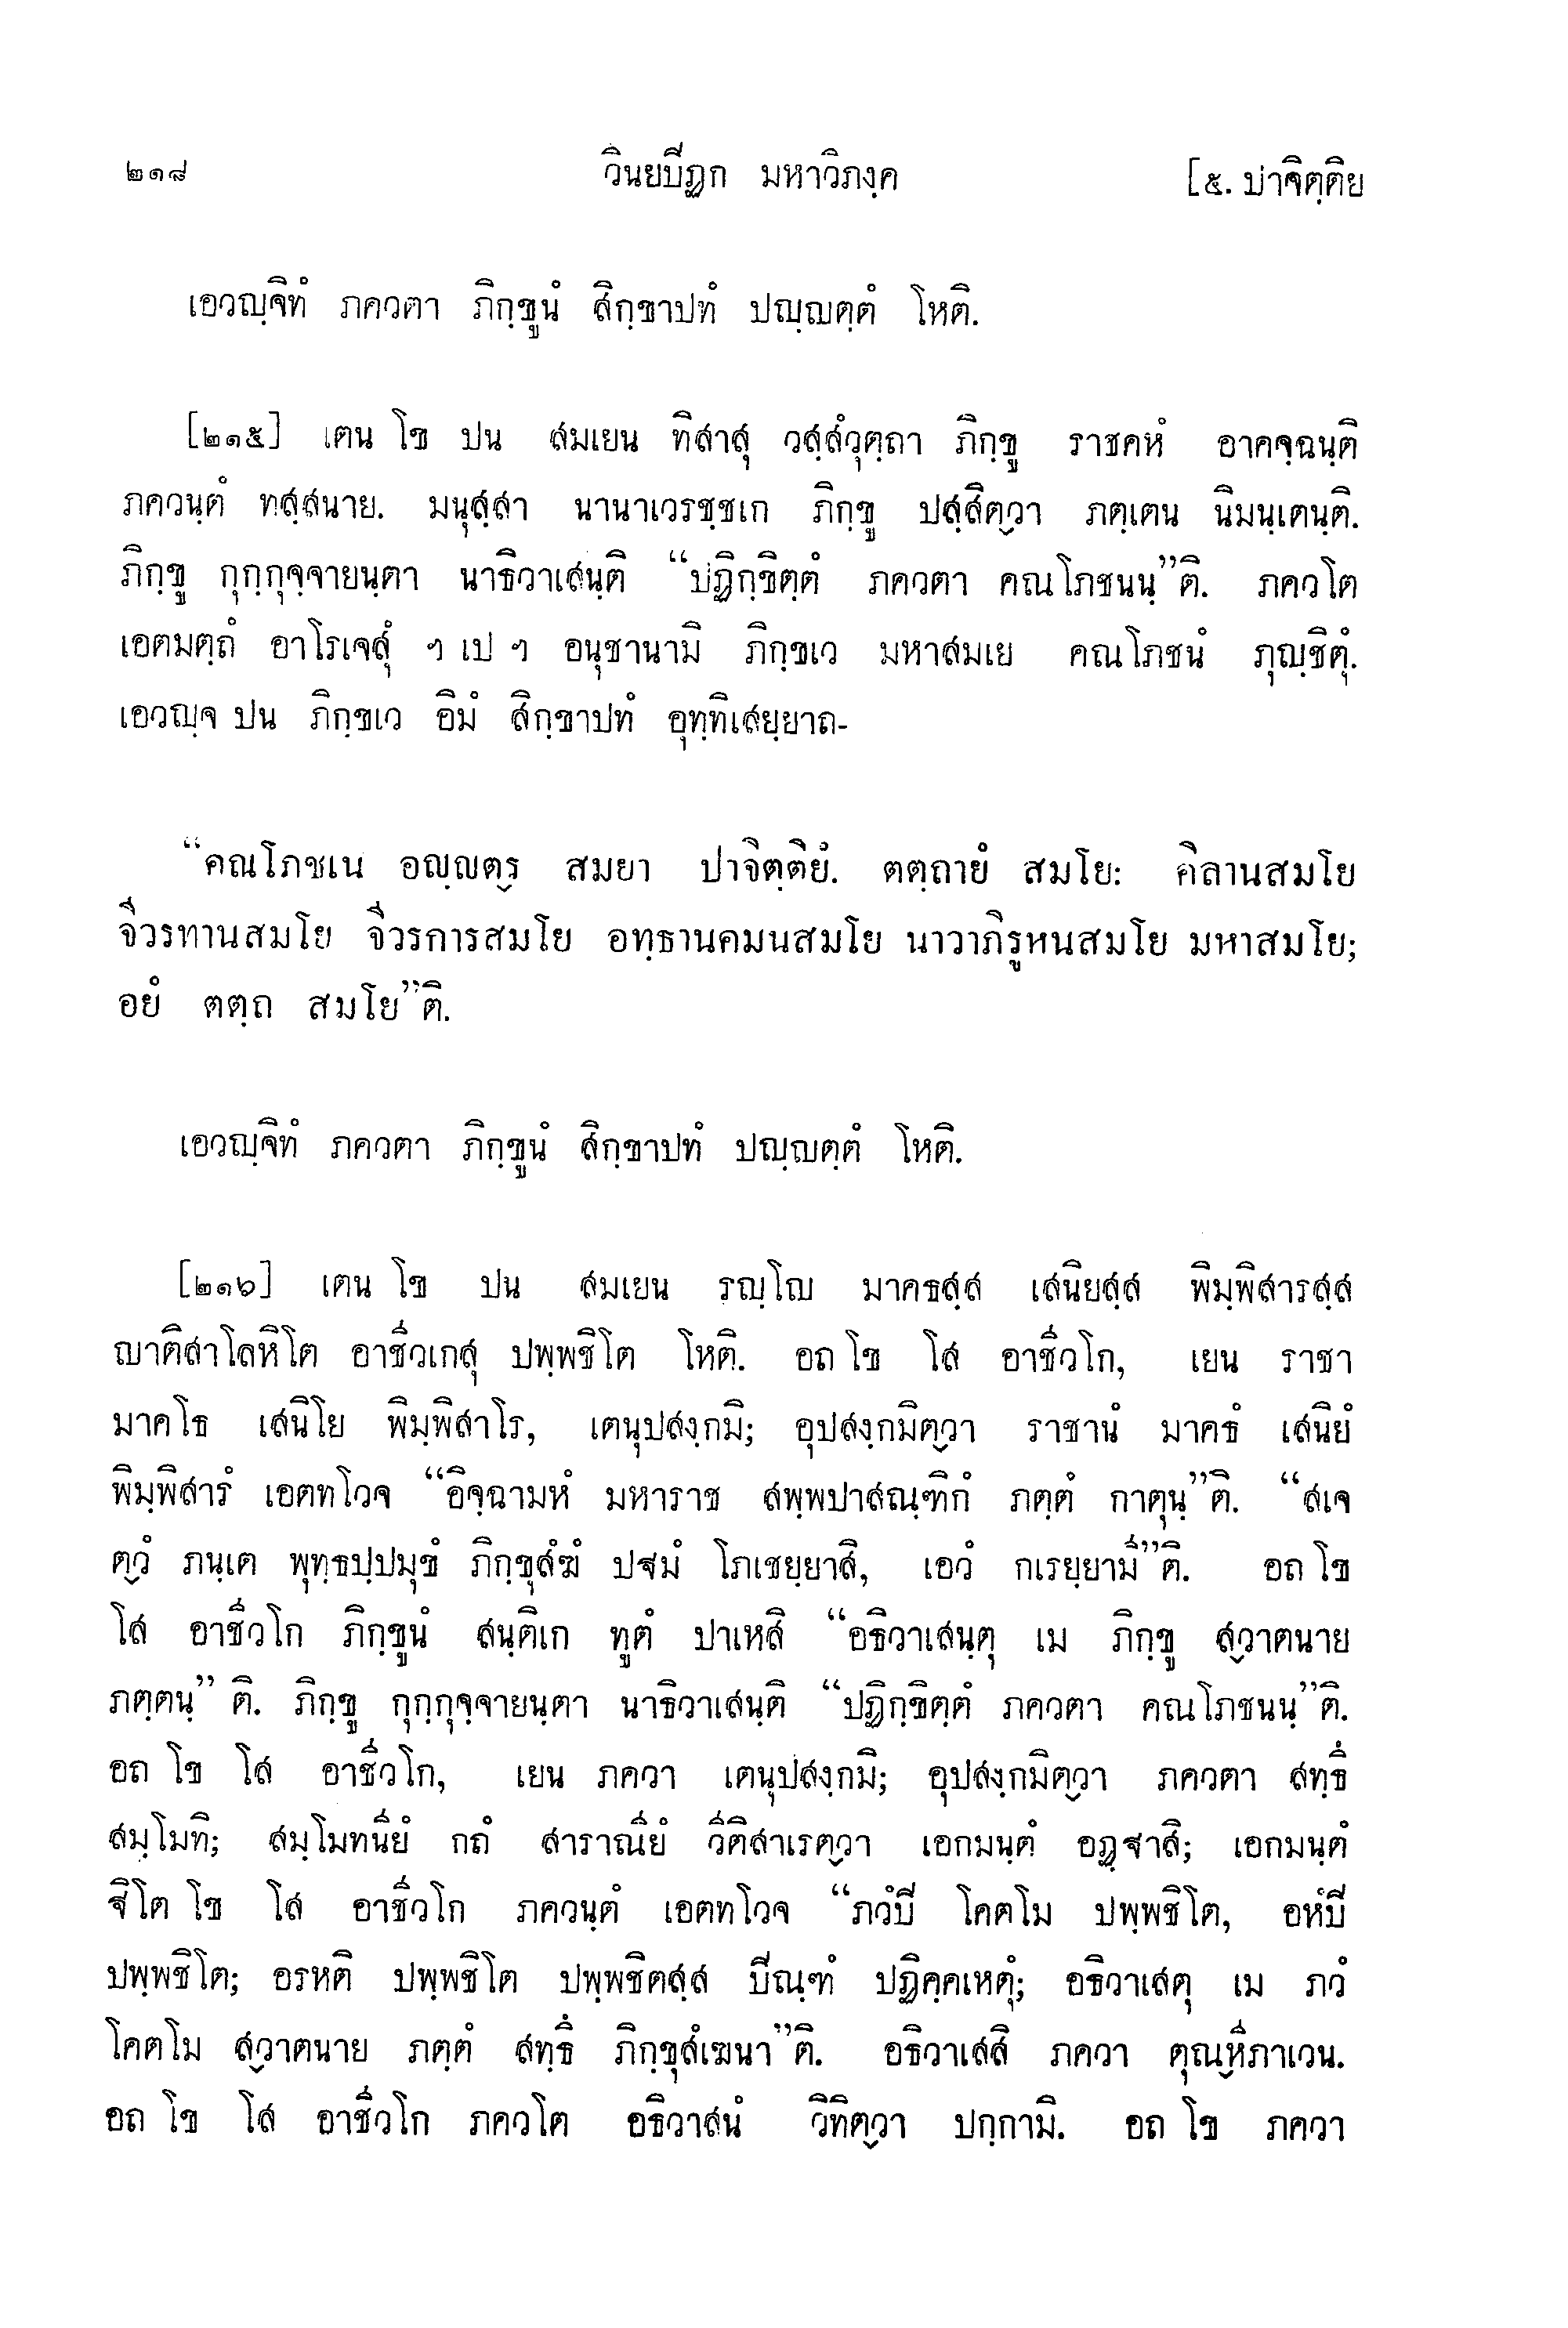 ๒๑๘ วินยปิฏก มหาวิภงฺค [๕. ปาจิตฺติย
เอวญฺจิทํ ภควตา ภิกฺขูนํ สิกฺขาปทํ ปญฺญตฺตํ โหติ.
[๒๑๕] เตน โข ปน สมเยน ทิสาสุ วสฺสํวุตฺถา ภิกฺขู ราชคหํ อาคจฺฉนฺติ
ภควนฺตํ ทสฺสนาย. มนุสฺสา นานาเวรชฺชเก ภิกฺขู ปสฺสิตฺวา ภตฺเตน นิมนฺเตนฺติ.
ภิกฺขู กุกฺกุจฺจายนฺตา นาธิวาเสนฺติ “ปฏิกฺขิตฺตํ ภควตา คณโภชนนฺ”ติ. ภควโต
เอตมตฺถํ อาโรเจสุํ ฯ เป ฯ อนุชานามิ ภิกฺขเว มหาสมเย คณโภชนํ ภุญฺชิตุํ.
เอวญฺจ ปน ภิกฺขเว อิมํ สิกฺขาปทํ อุทฺทิเสยฺยาถ-
“คณโภชเน อญฺญตฺร สมยา ปาจิตฺติยํ. ตตฺถายํ สมโย: คิลานสมโย
จีวรทานสมโย จีวรการสมโย อทฺธานคมนสมโย นาวาภิรูหนสมโย มหาสมโย;
อยํ ตตฺถ สมโย”ติ.
เอวญฺจิทํ ภควตา ภิกฺขูนํ สิกฺขาปทํ ปญฺญตฺตํ โหติ.
[๒๑๖] เตน โข ปน สมเยน รญฺโญ มาคธสฺส เสนิยสฺส พิมฺพิสารสฺส
ญาติสาโลหิโต อาชีวเกสุ ปพฺพชิโต โหติ. อถ โข โส อาชีวโก, เยน ราชา
มาคโธ เสนิโย พิมฺพิสาโร, เตนุปสงฺกมิ; อุปสงฺกมิตฺวา ราชานํ มาคธํ เสนิยํ
พิมฺพิสารํ เอตทโวจ “อิจฺฉามหํ มหาราช สพฺพปาสณฺฑิกํ ภตฺตํ กาตุนฺ”ติ. “สเจ
ตฺวํ ภนฺเต พุทฺธปฺปมุขํ ภิกฺขุสํฆํ ปฐมํ โภเชยฺยาสิ, เอวํ กเรยฺยามี”ติ. อถ โข
โส อาชีวโก ภิกฺขูนํ สนฺติเก ทูตํ ปาเหสิ “อธิวาเสนฺตุ เม ภิกฺขู สฺวาตนาย
ภตฺตนฺ” ติ. ภิกฺขู กุกฺกุจฺจายนฺตา นาธิวาเสนฺติ “ปฏิกฺขิตฺตํ ภควตา คณโภชนนฺ”ติ.
อถ โข โส อาชีวโก, เยน ภควา เตนุปสงฺกมิ; อุปสงฺกมิตฺวา ภควตา สทฺธึ
สมฺโมทิ; สมฺโมทนียํ กถํ สาราณียํ วีติสาเรตฺวา เอกมนฺตํ อฏฺฐาสิ; เอกมนฺตํ
ฐิโต โข โส อาชีวโก ภควนฺตํ เอตทโวจ “ภวํปิ โคตโม ปพฺพชิโต, อหํปิ
ปพฺพชิโต; อรหติ ปพฺพชิโต ปพฺพชิตสฺส ปิณฺฑํ ปฏิคฺคเหตุํ; อธิวาเสตุ เม ภวํ
โคตโม สฺวาตนาย ภตฺตํ สทฺธึ ภิกฺขุสํเฆนา”ติ. อธิวาเสสิ ภควา ตุณฺหีภาเวน.
อถ โข โส อาชีวโก ภควโต อธิวาสนํ วิทิตฺวา ปกฺกามิ. อถ โข ภควา